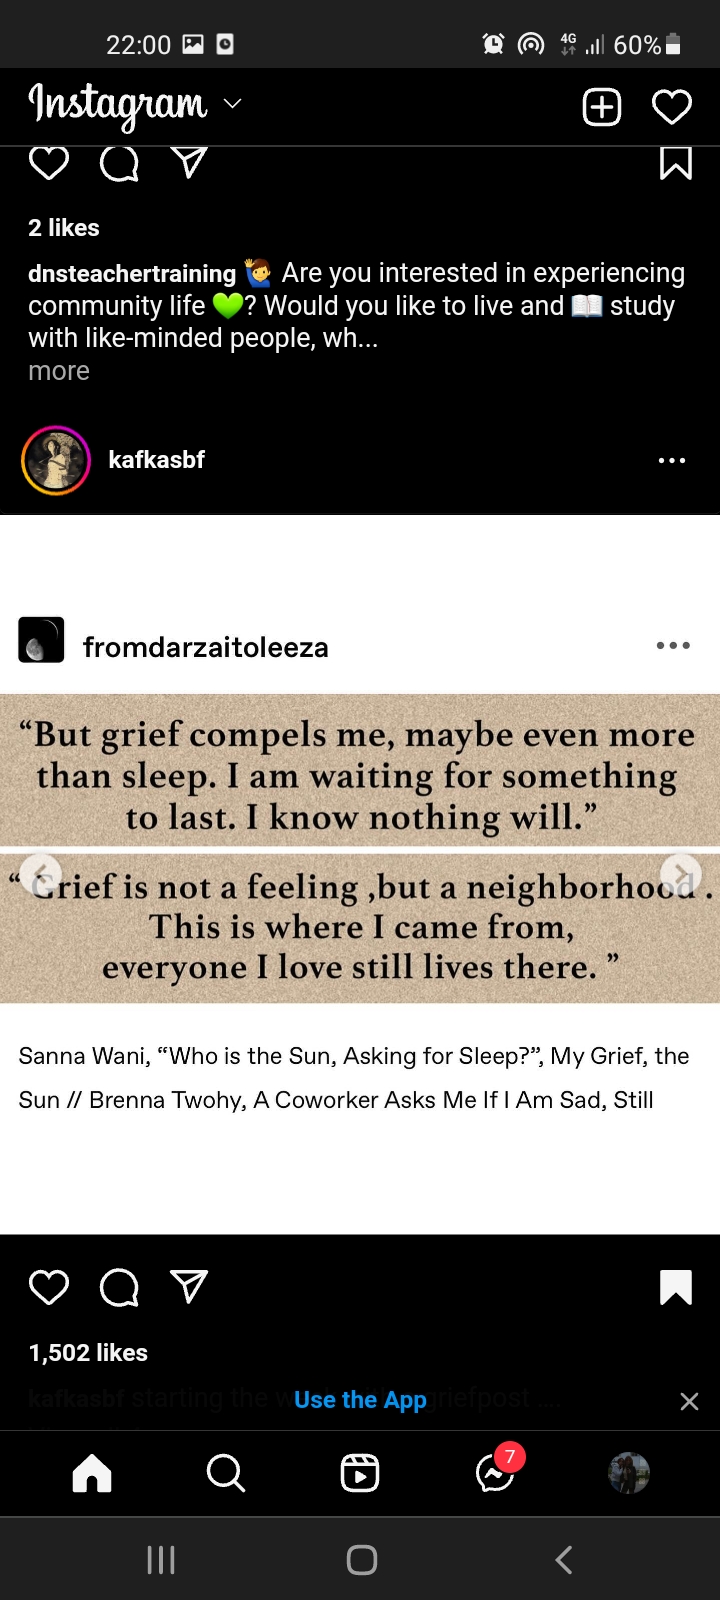 22:00
4G
60%
Instagram
2 likes
dnsteachertraining 🙋‍♂️ Are you interested in experiencing
community life 💚? Would you like to live and 📖 study
with like-minded people, wh...
more
kafkasbf
fromdarzaitoleeza
“But grief compels me, maybe even more
than sleep. I am waiting for something
to last. I know nothing will.”
“ Grief is not a feeling ,but a neighborhood .
This is where I came from,
everyone I love still lives there. ”
Sanna Wani, “Who is the Sun, Asking for Sleep?”, My Grief, the
Sun // Brenna Twohy, A Coworker Asks Me If I Am Sad, Still
1,502 likes
kafkasbf starting the griefpost ....
Use the App
7